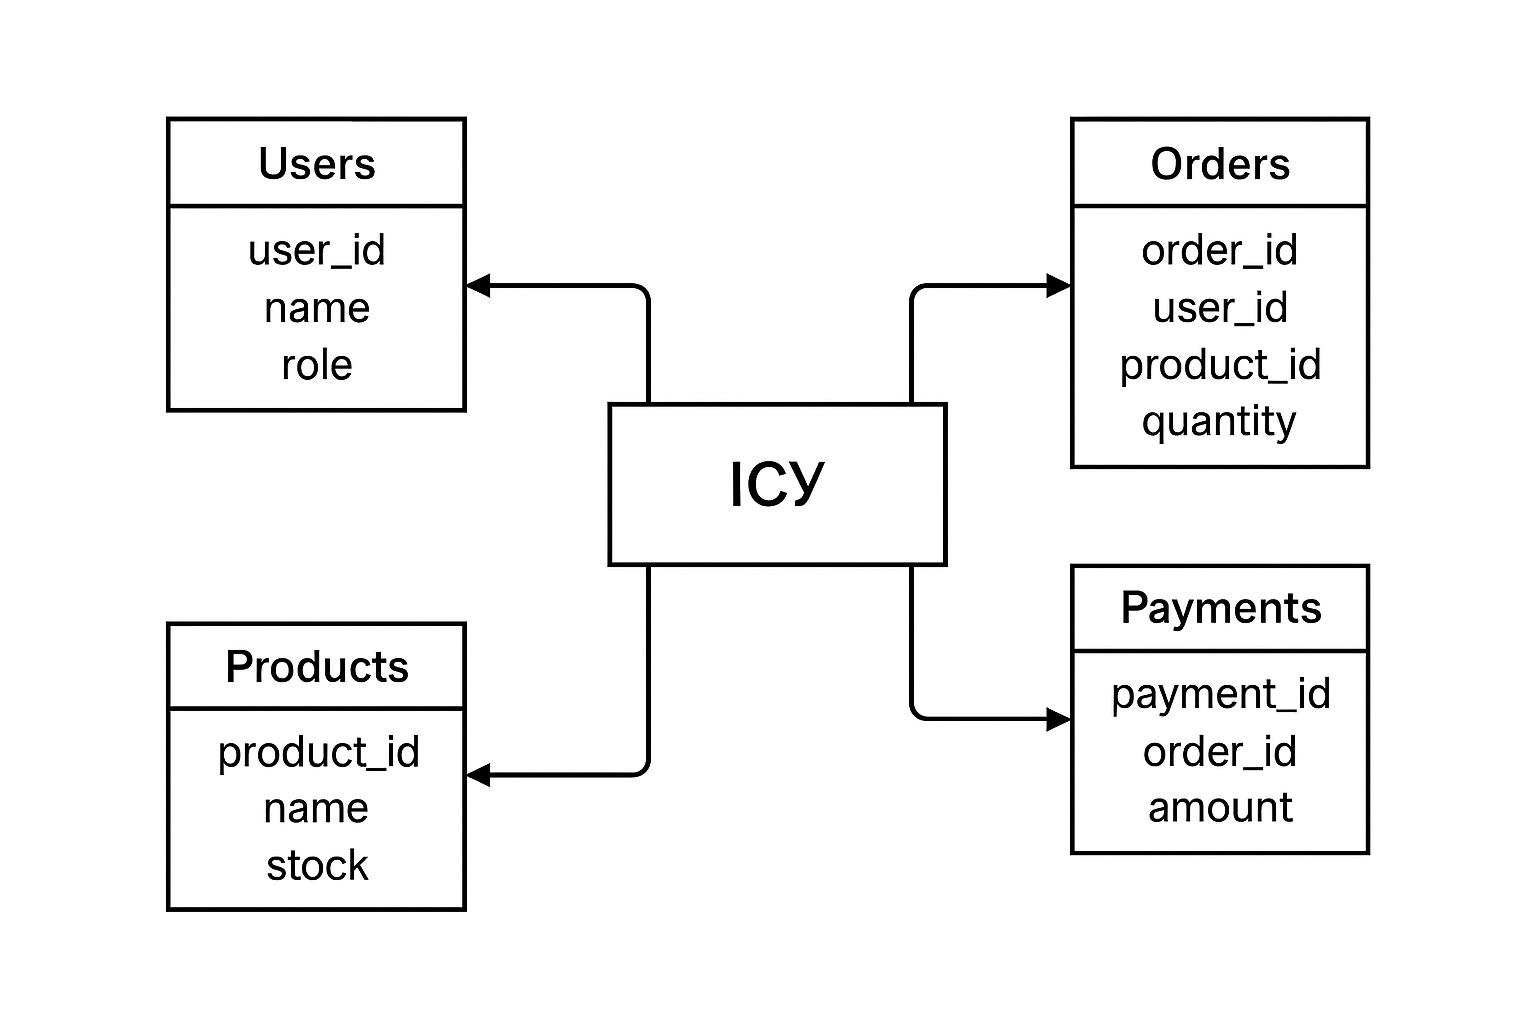 Users
user_id
name
role
Orders
order_id
user_id
product_id
quantity
ІСУ
Products
product_id
name
stock
Payments
payment_id
order_id
amount